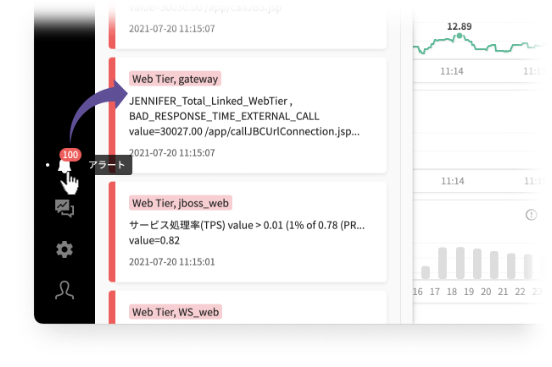 2021-07-20 11:15:07
Web Tier, gateway
JENNIFER_Total_Linked_WebTier ,
BAD_RESPONSE_TIME_EXTERNAL_CALL
value=30027.00 /app/callJBCUrlConnection.jsp...
2021-07-20 11:15:07
100
アラート
Web Tier, jboss_web
サービス処理率(TPS) value > 0.01 (1% of 0.78 (PR...
value=0.82
2021-07-20 11:15:01
Web Tier, WS_web
12.89
11:14
11:14
16 17 18 19 20 21 22